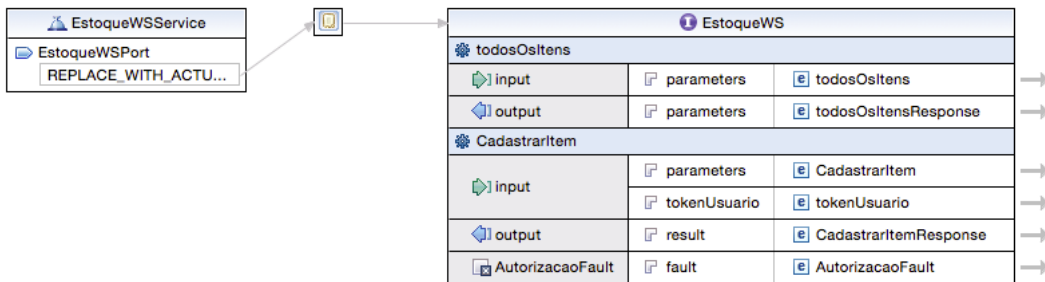 EstoqueWSService
EstoqueWSPort
REPLACE_WITH_ACTU...
EstoqueWS
todosOsItens
input parameters todosOsItens
output parameters todosOsItensResponse
CadastrarItem
input
parameters CadastrarItem
tokenUsuario tokenUsuario
output result CadastrarItemResponse
AutorizacaoFault fault AutorizacaoFault